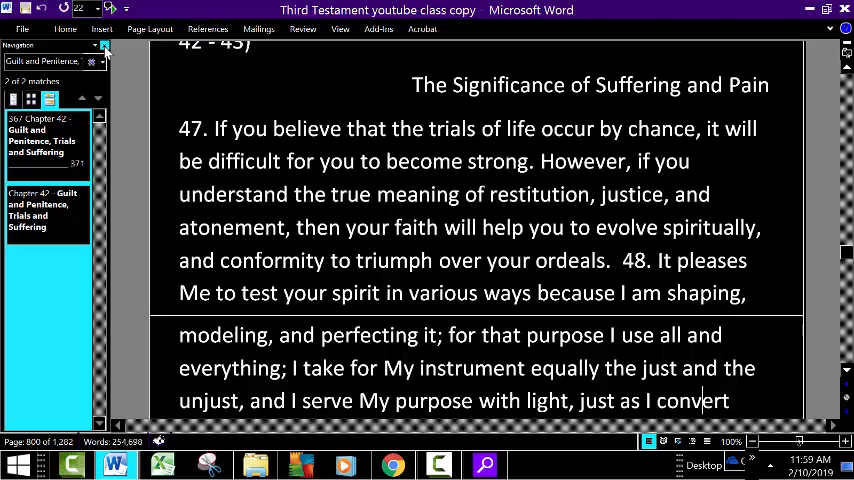 22
Third Testament youtube class copy - Microsoft Word
File Home Insert Page Layout References Mailings Review View Add-Ins Acrobat
Navigation
Guilt and Penitence,
2 of 2 matches
367 Chapter 42 -
Guilt and
Penitence, Trials
and Suffering
371
Chapter 42 - Guilt
and Penitence,
Trials and
Suffering
42 - 43)
The Significance of Suffering and Pain
47. If you believe that the trials of life occur by chance, it will
be difficult for you to become strong. However, if you
understand the true meaning of restitution, justice, and
atonement, then your faith will help you to evolve spiritually,
and conformity to triumph over your ordeals.  48. It pleases
Me to test your spirit in various ways because I am shaping,
modeling, and perfecting it; for that purpose I use all and
everything; I take for My instrument equally the just and the
unjust, and I serve My purpose with light, just as I convert
Page: 800 of 1,282 Words: 254,698 100%
Desktop
11:59 AM
2/10/2019